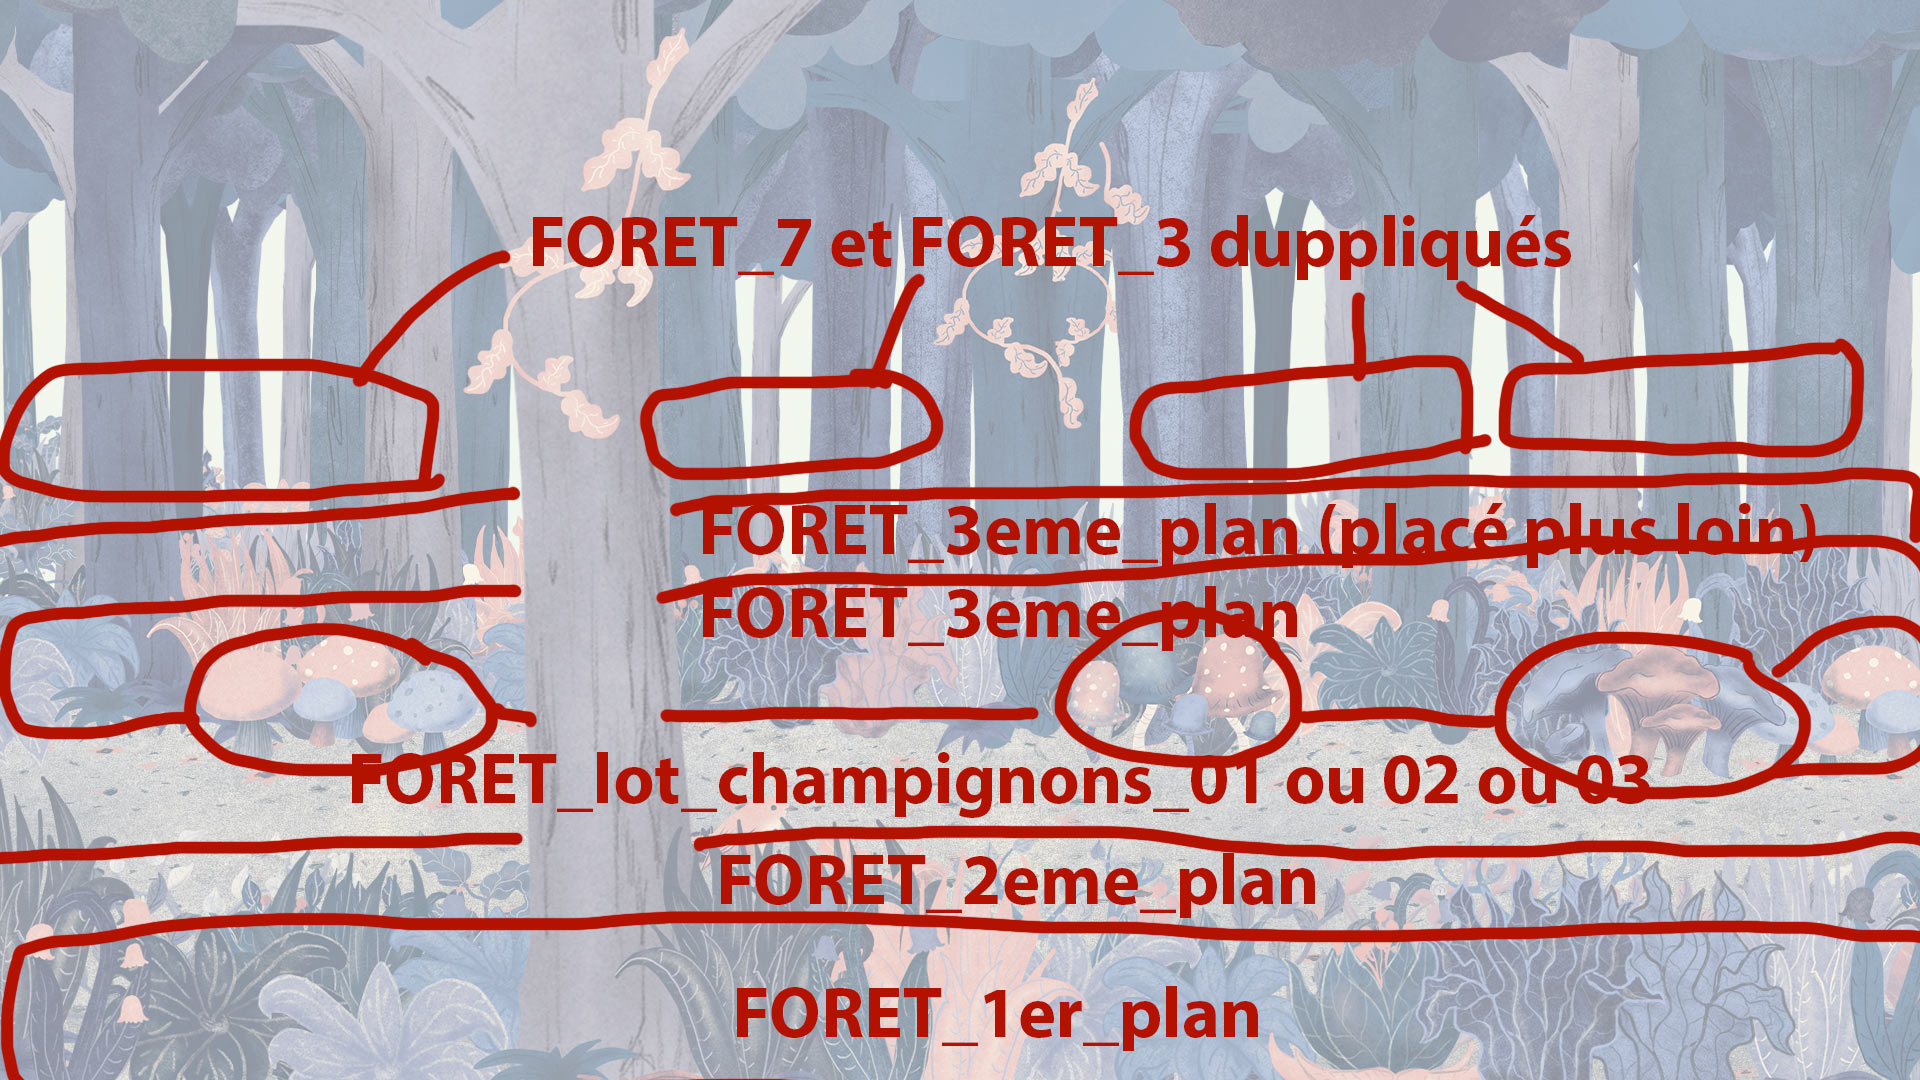 FORET_7 et FORET_3 duppliqués
FORET_3eme_plan (placé plus loin)
FORET_3eme_plan
FORET_lot_champignons_01 ou 02 ou 03
FORET_2eme_plan
FORET_1er_plan